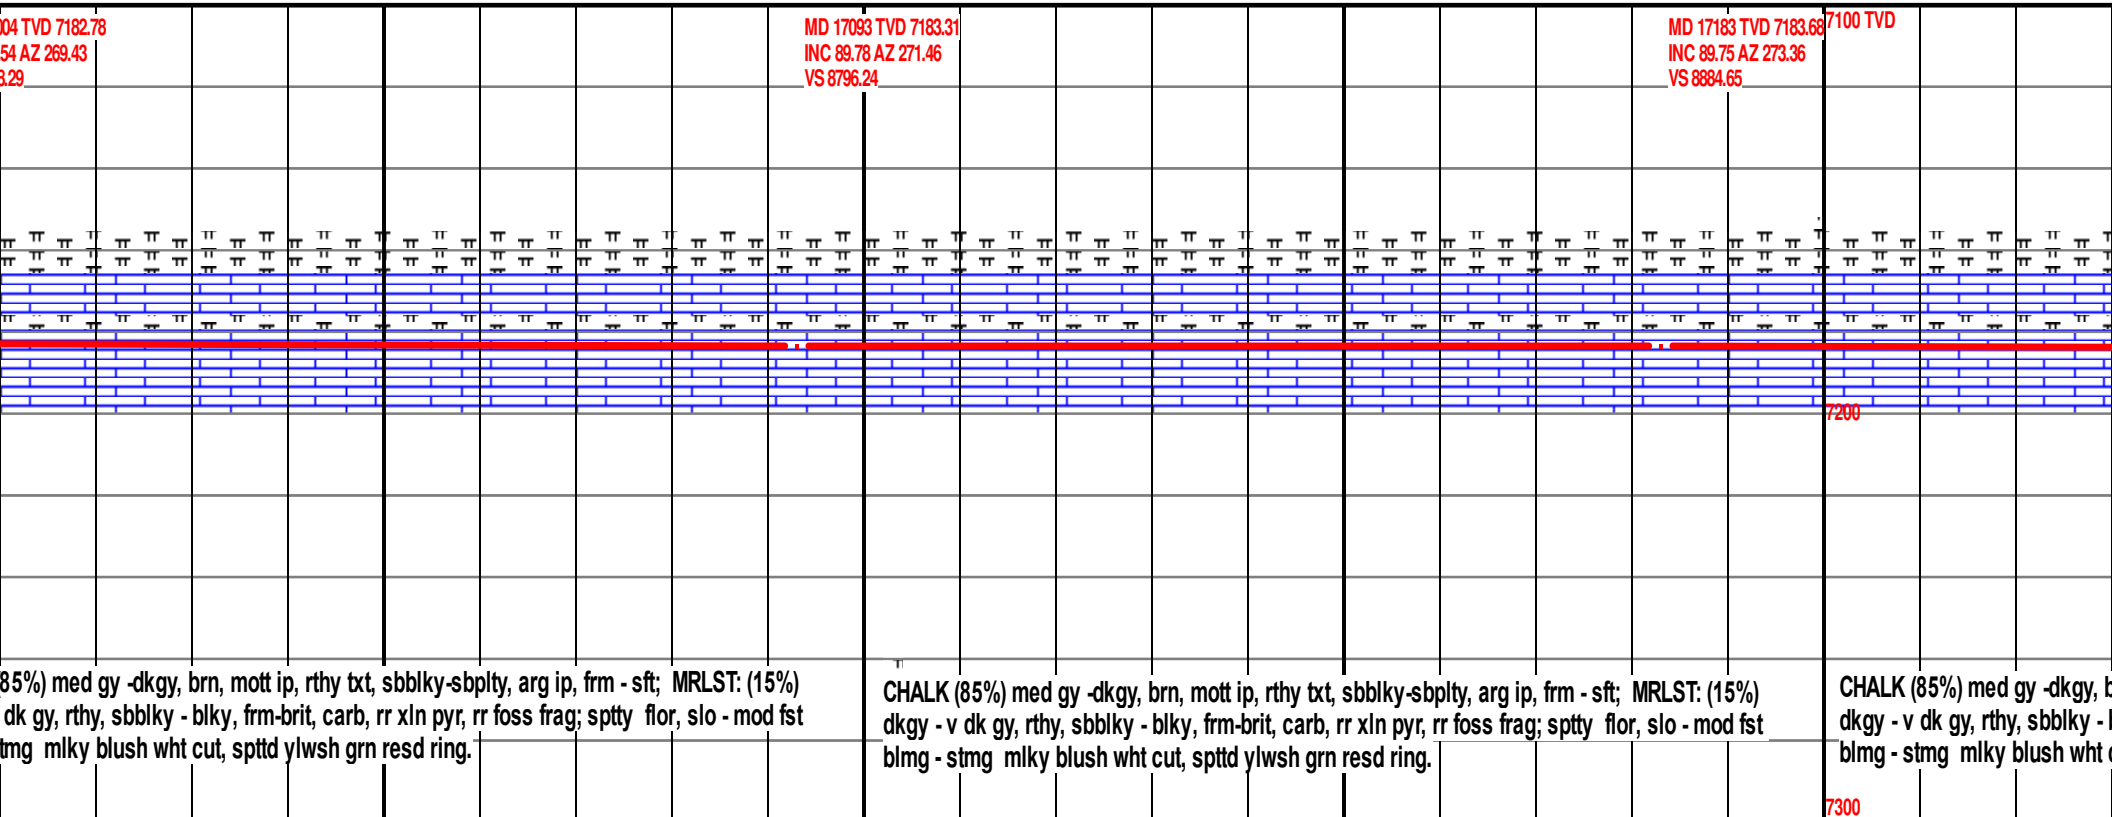 04 TVD 7182.78
54 AZ 269.43
8.29
MD 17093 TVD 7183.31
INC 89.78 AZ 271.46
VS 8796.24
MD 17183 TVD 7183.68
INC 89.75 AZ 273.36
VS 8884.65
7100 TVD
7200
85%) med gy -dkgy, brn, mott ip, rthy txt, sbblky-sbplty, arg ip, frm - sft;  MRLST: (15%)
dk gy, rthy, sbblky - blky, frm-brit, carb, rr xln pyr, rr foss frag; sptty  flor, slo - mod fst
tmg  mlky blush wht cut, spttd ylwsh grn resd ring.
CHALK (85%) med gy -dkgy, brn, mott ip, rthy txt, sbblky-sbplty, arg ip, frm - sft;  MRLST: (15%)
dkgy - v dk gy, rthy, sbblky - blky, frm-brit, carb, rr xln pyr, rr foss frag; sptty  flor, slo - mod fst
blmg - stmg  mlky blush wht cut, spttd ylwsh grn resd ring.
CHALK (85%) med gy -dkgy, b
dkgy - v dk gy, rthy, sbblky -
blmg - stmg  mlky blush wht
7300